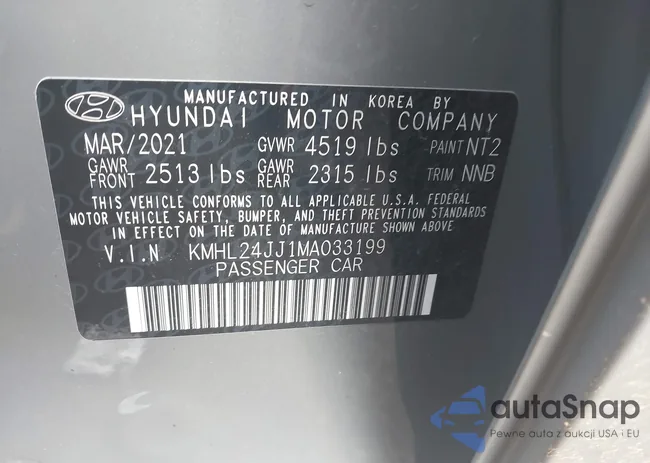 MANUFACTURED IN KOREA BY
HYUNDAI MOTOR COMPANY
MAR/2021 GVWR 4519 lbs PAINT NT2
GAWR FRONT 2513 lbs GAWR REAR 2315 lbs TRIM NNB
THIS VEHICLE CONFORMS TO ALL APPLICABLE U.S.A. FEDERAL
MOTOR VEHICLE SAFETY, BUMPER, AND THEFT PREVENTION STANDARDS
IN EFFECT ON THE DATE OF MANUFACTURE SHOWN ABOVE
V.I.N KMHL24JJ1MA033199
PASSENGER CAR
autaSnap
Pewne auta z aukcji USA i EU